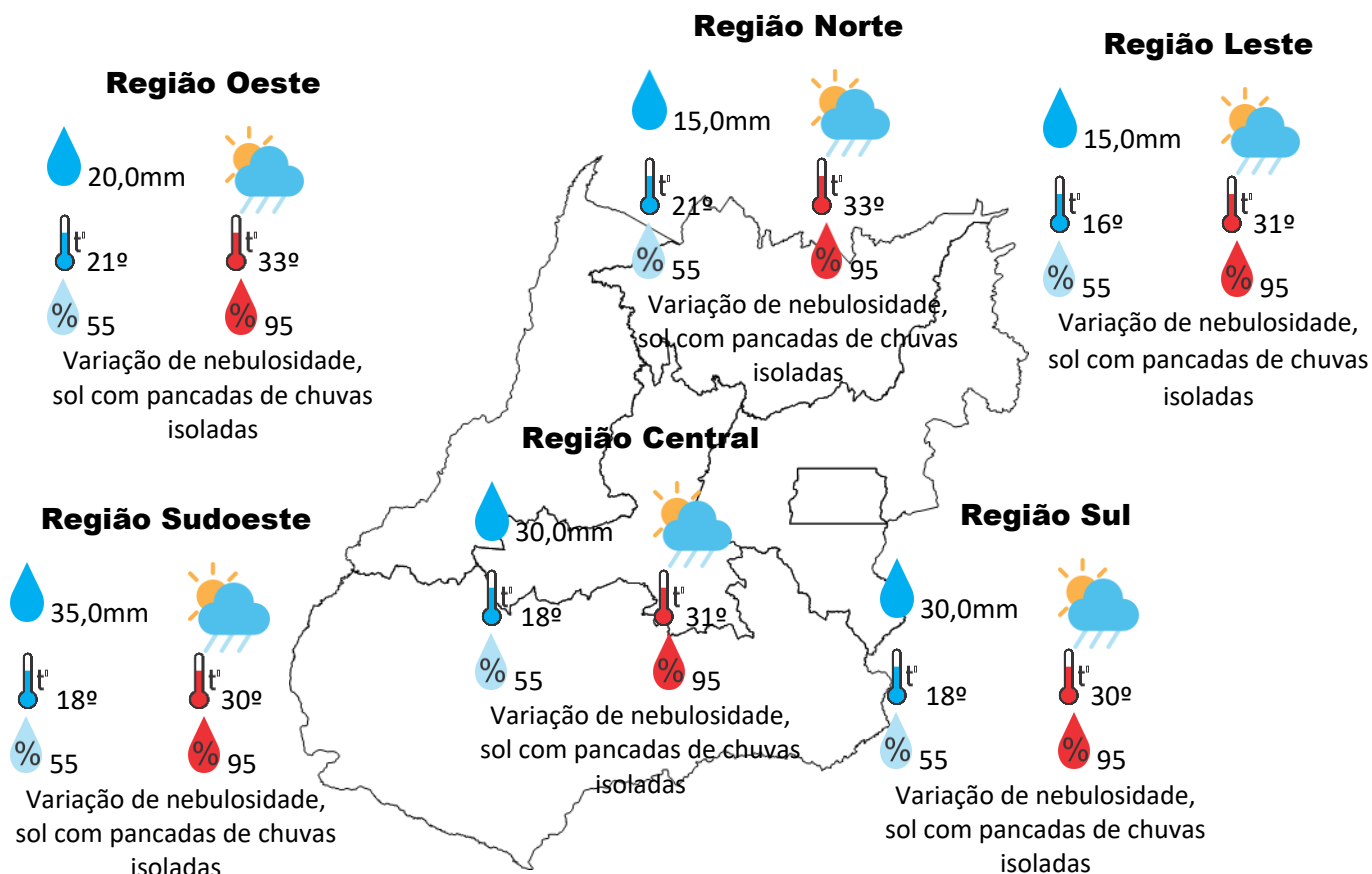 Região Oeste
20,0mm
t°
21º
t°
33º
%
55
%
95
Variação de nebulosidade,
sol com pancadas de chuvas
isoladas
Região Norte
15,0mm
t°
21º
t°
33º
%
55
%
95
Variação de nebulosidade,
sol com pancadas de chuvas
isoladas
Região Leste
15,0mm
t°
16º
t°
31º
%
55
%
95
Variação de nebulosidade,
sol com pancadas de chuvas
isoladas
Região Sudoeste
35,0mm
t°
18º
t°
30º
%
55
%
95
Variação de nebulosidade,
sol com pancadas de chuvas
isoladas
Região Central
30,0mm
t°
18º
t°
31º
%
55
%
95
Variação de nebulosidade,
sol com pancadas de chuvas
isoladas
Região Sul
30,0mm
t°
18º
t°
30º
%
55
%
95
Variação de nebulosidade,
sol com pancadas de chuvas
isoladas